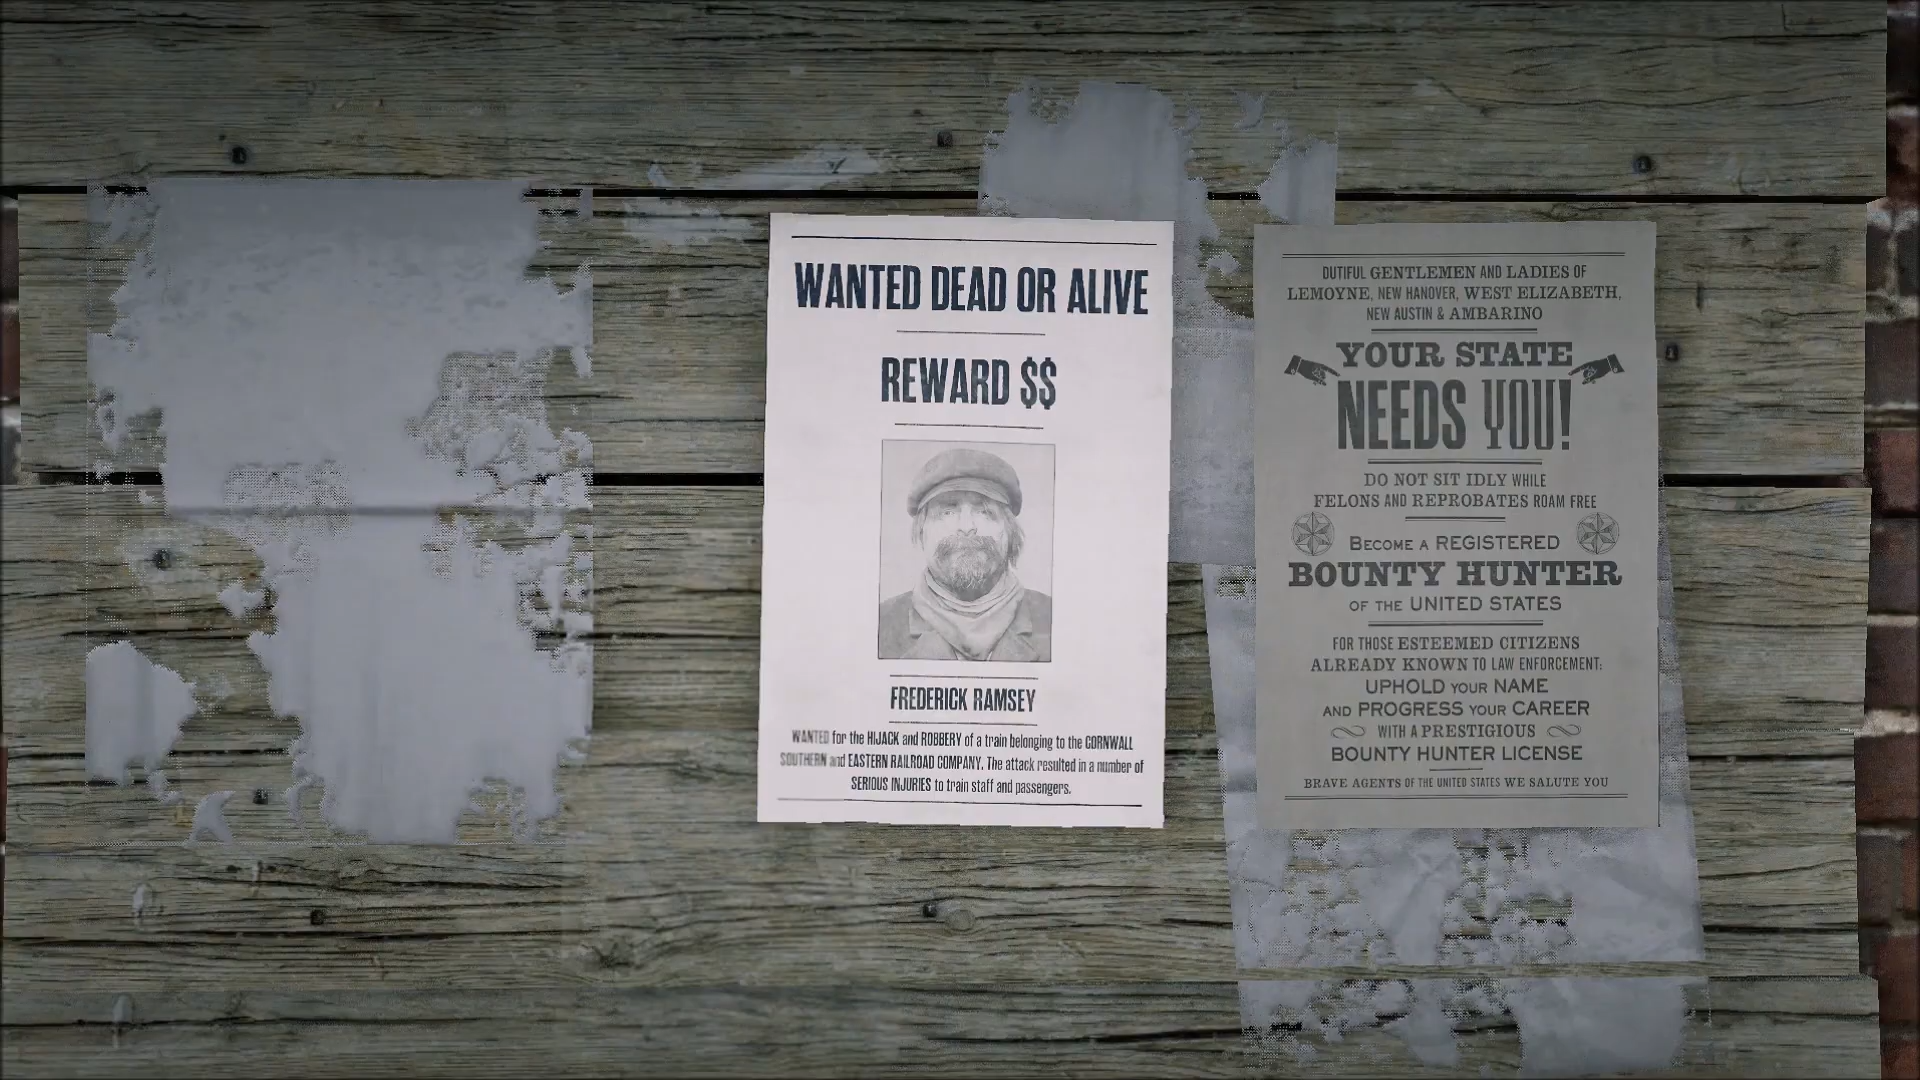 WANTED DEAD OR ALIVE
REWARD $$
FREDERICK RAMSEY
WANTED for the HIJACK and ROBBERY of a train belonging to the CORNWALL
SOUTHERN and EASTERN RAILROAD COMPANY. The attack resulted in a number of
SERIOUS INJURIES to train staff and passengers.
DUTIFUL GENTLEMEN AND LADIES OF
LEMOYNE, NEW HANOVER, WEST ELIZABETH,
NEW AUSTIN & AMBARINO
YOUR STATE
NEEDS YOU!
DO NOT SIT IDLY WHILE
FELONS AND REPROBATES ROAM FREE
BECOME A REGISTERED
BOUNTY HUNTER
OF THE UNITED STATES
FOR THOSE ESTEEMED CITIZENS
ALREADY KNOWN TO LAW ENFORCEMENT:
UPHOLD YOUR NAME
AND PROGRESS YOUR CAREER
WITH A PRESTIGIOUS
BOUNTY HUNTER LICENSE
BRAVE AGENTS OF THE UNITED STATES WE SALUTE YOU